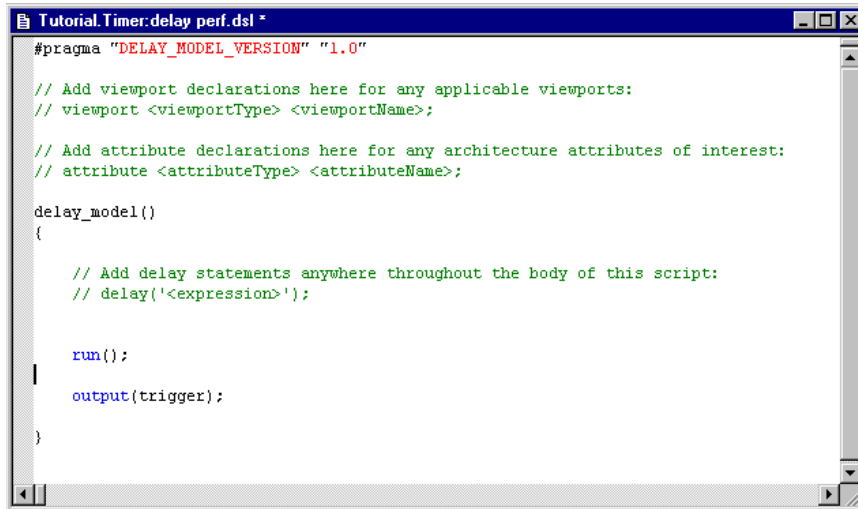 Tutorial.Timer:delay perf.dsl *
#pragma "DELAY_MODEL_VERSION" "1.0"
// Add viewport declarations here for any applicable viewports:
// viewport <viewportType> <viewportName>;
// Add attribute declarations here for any architecture attributes of interest:
// attribute <attributeType> <attributeName>;
delay_model()
{
// Add delay statements anywhere throughout the body of this script:
// delay('<expression>');
run();
output(trigger);
}